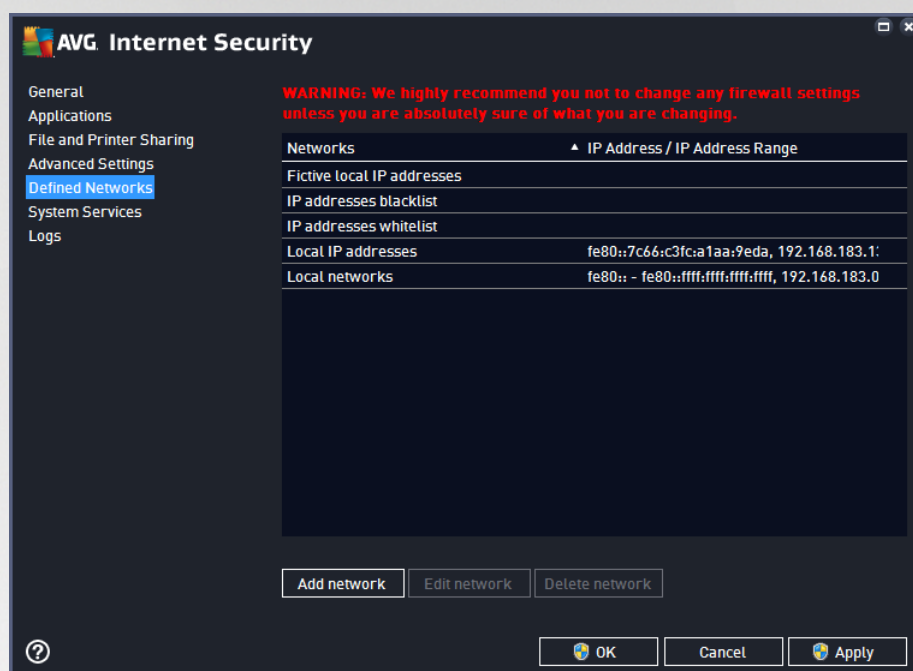 AVG Internet Security
General
Applications
File and Printer Sharing
Advanced Settings
Defined Networks
System Services
Logs
WARNING: We highly recommend you not to change any firewall settings
unless you are absolutely sure of what you are changing.
Networks ▲ IP Address / IP Address Range
Fictive local IP addresses
IP addresses blacklist
IP addresses whitelist
Local IP addresses fe80::7c66:c3fc:a1aa:9eda, 192.168.183.1
Local networks fe80:: - fe80::ffff:ffff:ffff:ffff, 192.168.183.0
Add network Edit network Delete network
? OK Cancel Apply